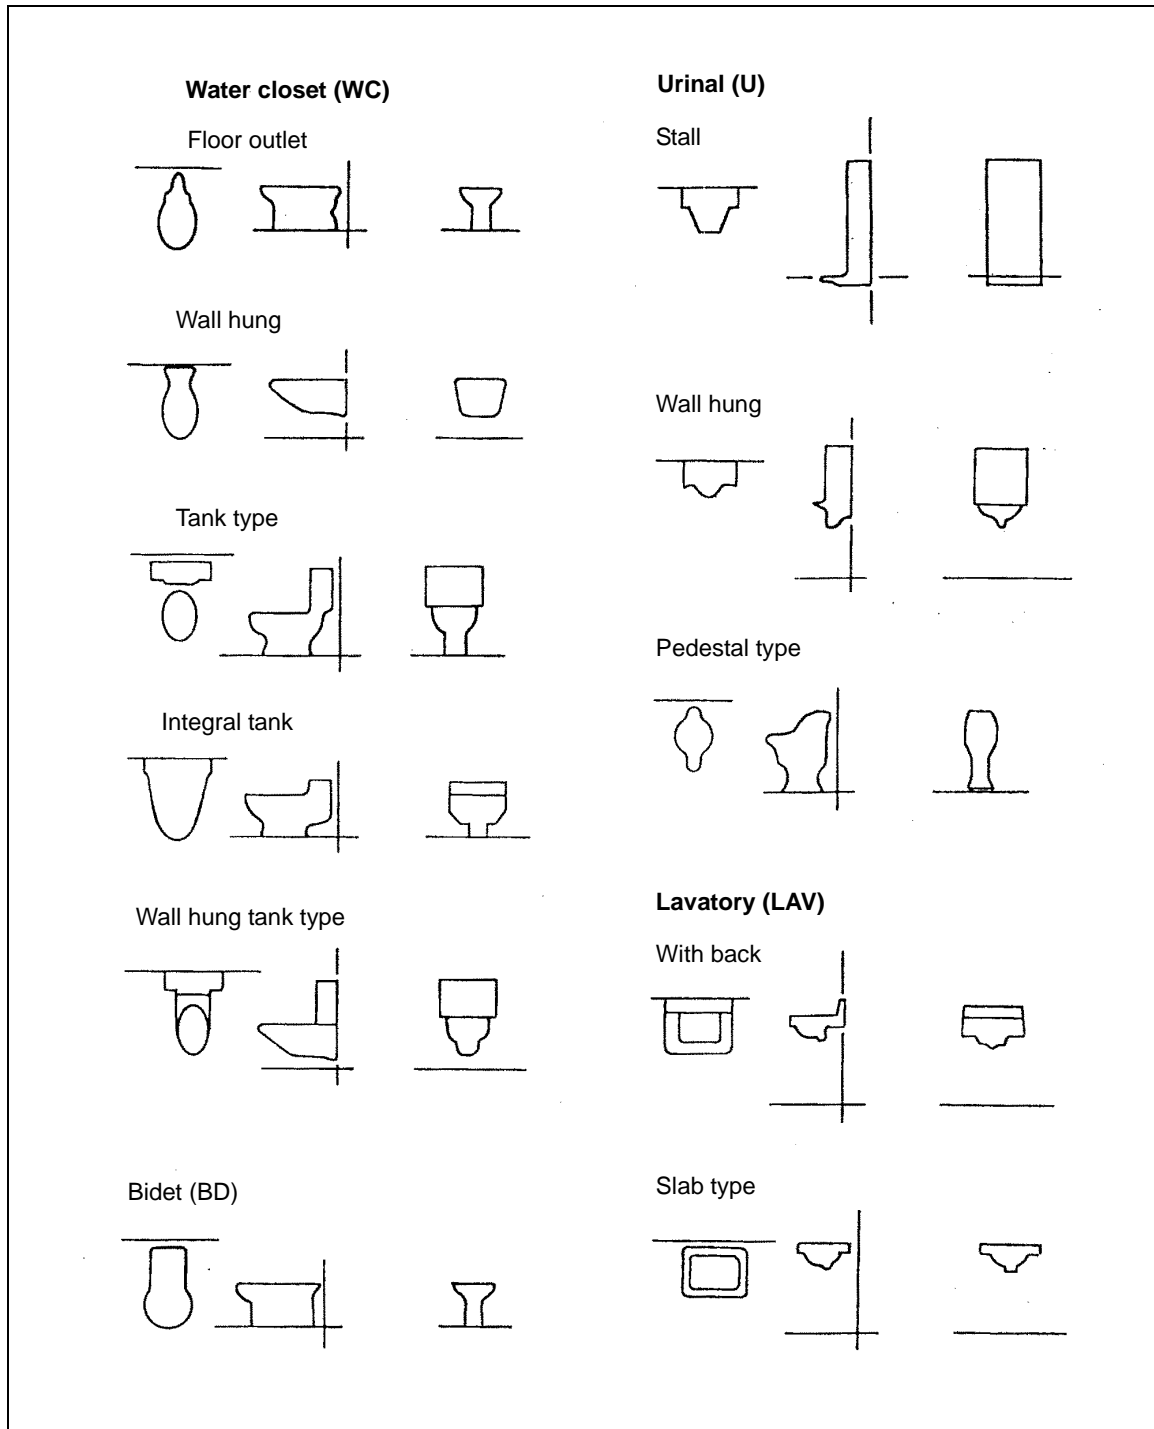 Water closet (WC)
Floor outlet
Wall hung
Tank type
Integral tank
Wall hung tank type
Bidet (BD)
Urinal (U)
Stall
Wall hung
Pedestal type
Lavatory (LAV)
With back
Slab type